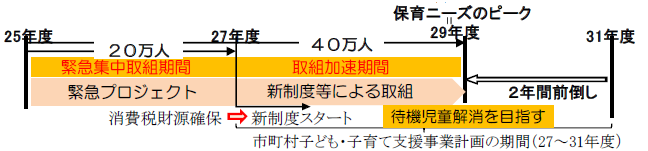 保育ニーズのピーク
=
25年度 27年度 29年度 31年度
20万人 40万人
緊急集中取組期間 取組加速期間
緊急プロジェクト 新制度等による取組 2年間前倒し
消費税財源確保 新制度スタート 待機児童解消を目指す
市町村子ども・子育て支援事業計画の期間(27~31年度)